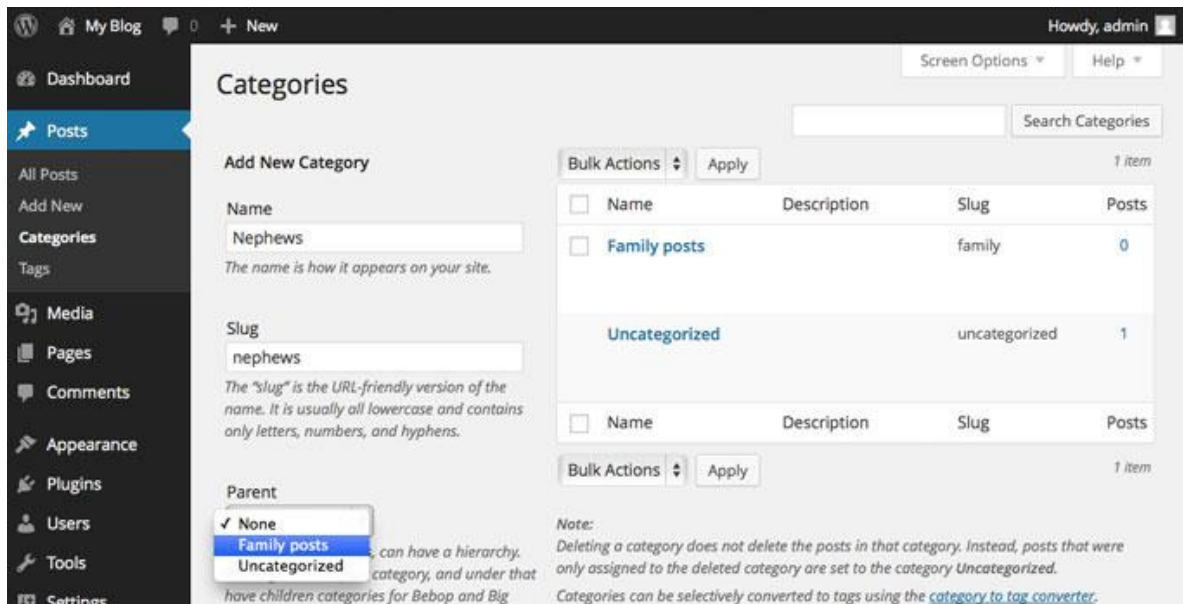 My Blog 0 + New Howdy, admin
Screen Options Help
Dashboard
Posts
All Posts
Add New
Categories
Tags
Media
Pages
Comments
Appearance
Plugins
Users
Tools
Settings
Categories
Search Categories
Add New Category
Name
Nephews
The name is how it appears on your site.
Slug
nephews
The "slug" is the URL-friendly version of the
name. It is usually all lowercase and contains
only letters, numbers, and hyphens.
Parent
✓ None
Family posts
Uncategorized
, can have a hierarchy.
category, and under that
have children categories for Bebop and Big
Bulk Actions Apply 1 item
Name Description Slug Posts
Family posts family 0
Uncategorized uncategorized 1
Name Description Slug Posts
Bulk Actions Apply 1 item
Note:
Deleting a category does not delete the posts in that category. Instead, posts that were
only assigned to the deleted category are set to the category Uncategorized.
Categories can be selectively converted to tags using the category to tag converter.